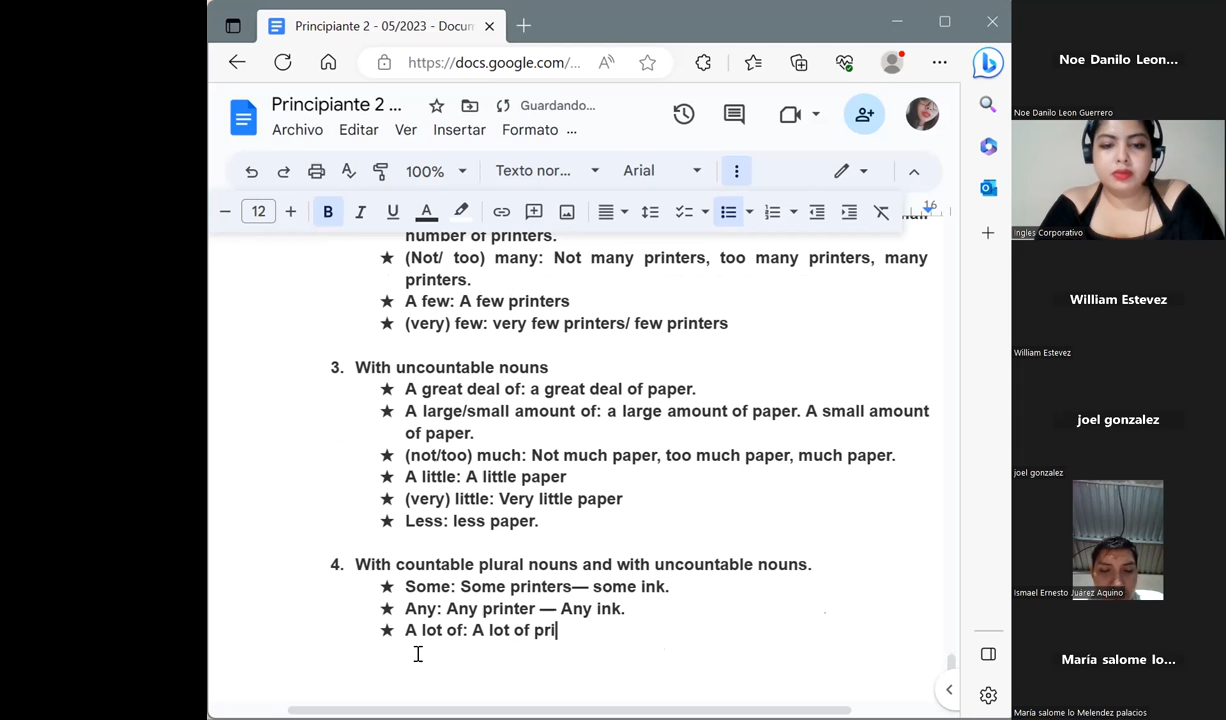 Principiante 2 - 05/2023 - Docum
https://docs.google.com/...
Principiante 2 ...
Guardando...
Archivo Editar Ver Insertar Formato ...
100% Texto nor... Arial
12
16
number of printers.
★ (Not/ too) many: Not many printers, too many printers, many
printers.
★ A few: A few printers
★ (very) few: very few printers/ few printers
3. With uncountable nouns
★ A great deal of: a great deal of paper.
★ A large/small amount of: a large amount of paper. A small amount
of paper.
★ (not/too) much: Not much paper, too much paper, much paper.
★ A little: A little paper
★ (very) little: Very little paper
★ Less: less paper.
4. With countable plural nouns and with uncountable nouns.
★ Some: Some printers— some ink.
★ Any: Any printer — Any ink.
★ A lot of: A lot of pri
Noe Danilo Leon...
Noe Danilo Leon Guerrero
Ingles Corporativo
William Estevez
William Estevez
joel gonzalez
joel gonzalez
Ismael Ernesto Juárez Aquino
María salome lo...
María salome lo Melendez palacios